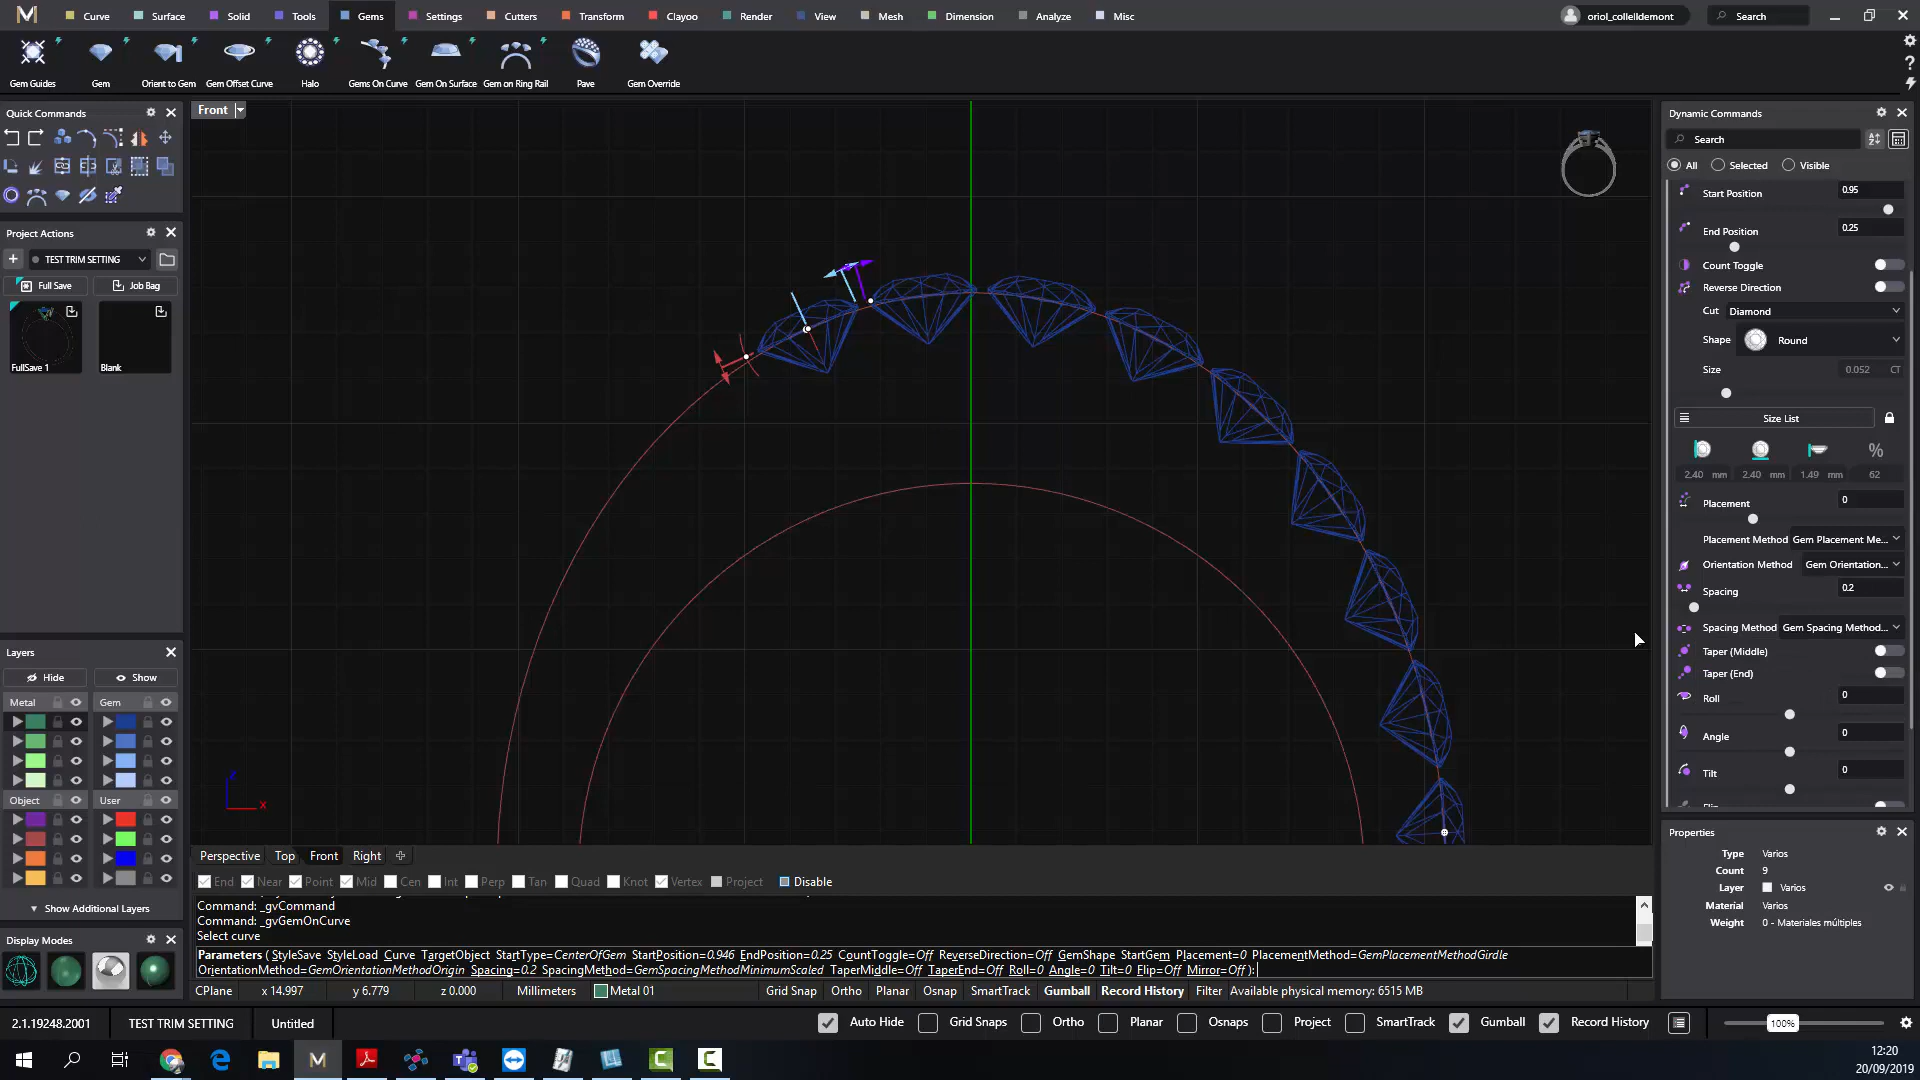 Curve Surface Solid Tools Gems Settings Cutters Transform Clayoo Render View Mesh Dimension Analyze Misc oriol_collelldemont Search
Gem Guides Gem Orient to Gem Gem Offset Curve Halo Gems On Curve Gem On Surface Gem on Ring Rail Pave Gem Override
Quick Commands
Project Actions
TEST TRIM SETTING
Full Save Job Bag
FullSave 1 Blank
Layers
Hide Show
Metal Gem
Object User
Show Additional Layers
Display Modes
Front
z
x
Perspective Top Front Right
End Near Point Mid Cen Int Perp Tan Quad Knot Vertex Project Disable
Command: _gvCommand
Command: _gvGemOnCurve
Select curve
Parameters ( StyleSave StyleLoad Curve TargetObject StartType=CenterOfGem StartPosition=0.946 EndPosition=0.25 CountToggle=Off ReverseDirection=Off GemShape StartGem Placement=0 PlacementMethod=GemPlacementMethodGirdle
OrientationMethod=GemOrientationMethodOrigin Spacing=0.2 SpacingMethod=GemSpacingMethodMinimumScaled TaperMiddle=Off TaperEnd=Off Roll=0 Angle=0 Tilt=0 Flip=Off Mirror=Off ):
CPlane x 14.997 y 6.779 z 0.000 Millimeters Metal 01 Grid Snap Ortho Planar Osnap SmartTrack Gumball Record History Filter Available physical memory: 6515 MB
Dynamic Commands
Search
All Selected Visible
Start Position 0.95
End Position 0.25
Count Toggle
Reverse Direction
Cut Diamond
Shape Round
Size 0.052 CT
Size List
%
2.40 mm 2.40 mm 1.49 mm 62
Placement 0
Placement Method Gem Placement Me...
Orientation Method Gem Orientation...
Spacing 0.2
Spacing Method Gem Spacing Method...
Taper (Middle)
Taper (End)
Roll 0
Angle 0
Tilt 0
Properties
Type Varios
Count 9
Layer Varios
Material Varios
Weight 0 - Materiales múltiples
2.1.19248.2001 TEST TRIM SETTING Untitled Auto Hide Grid Snaps Ortho Planar Osnaps Project SmartTrack Gumball Record History 100%
12:20
20/09/2019